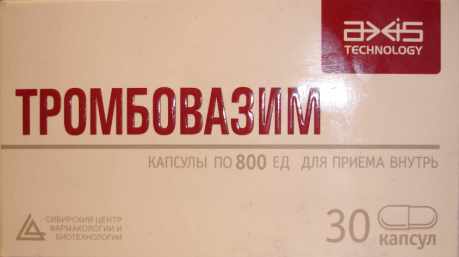 axis
TECHNOLOGY
ТРОМБОВАЗИМ
КАПСУЛЫ ПО 800 ЕД ДЛЯ ПРИЕМА ВНУТРЬ
СИБИРСКИЙ ЦЕНТР
ФАРМАКОЛОГИИ И
БИОТЕХНОЛОГИИ
30 капсул